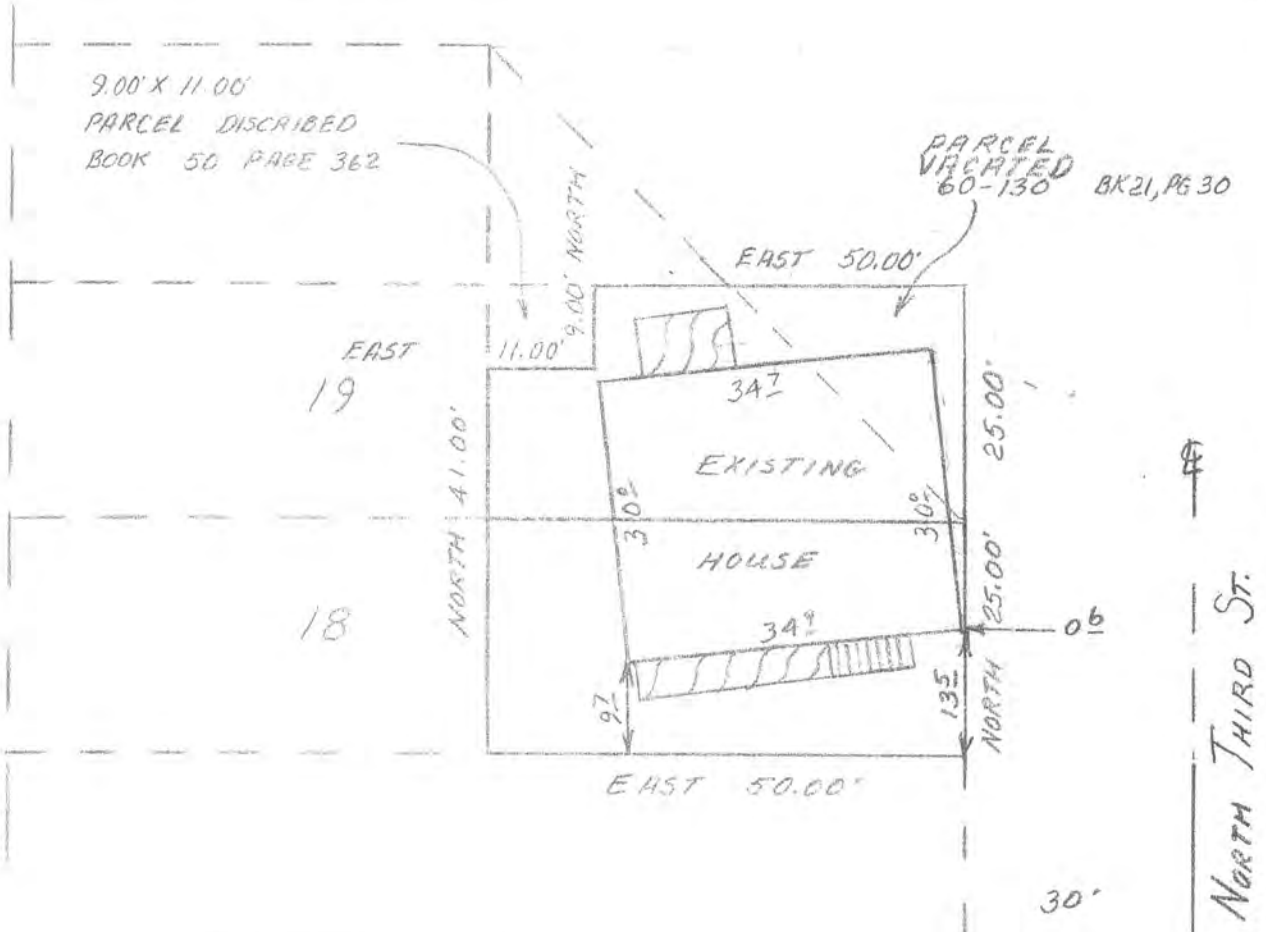 9.00' X 11.00'
PARCEL DISCRIBED
BOOK 50 PAGE 362
PARCEL
VACATED
60-130 BK21, PG 30
9.00' NORTH
EAST 50.00'
EAST 11.00'
19
34 7
25.00'
EXISTING
NORTH 41.00'
30 0
30 0
HOUSE
18
34 9
NORTH 25.00'
0 6
9 7
13 5
EAST 50.00'
30'
NORTH THIRD ST.